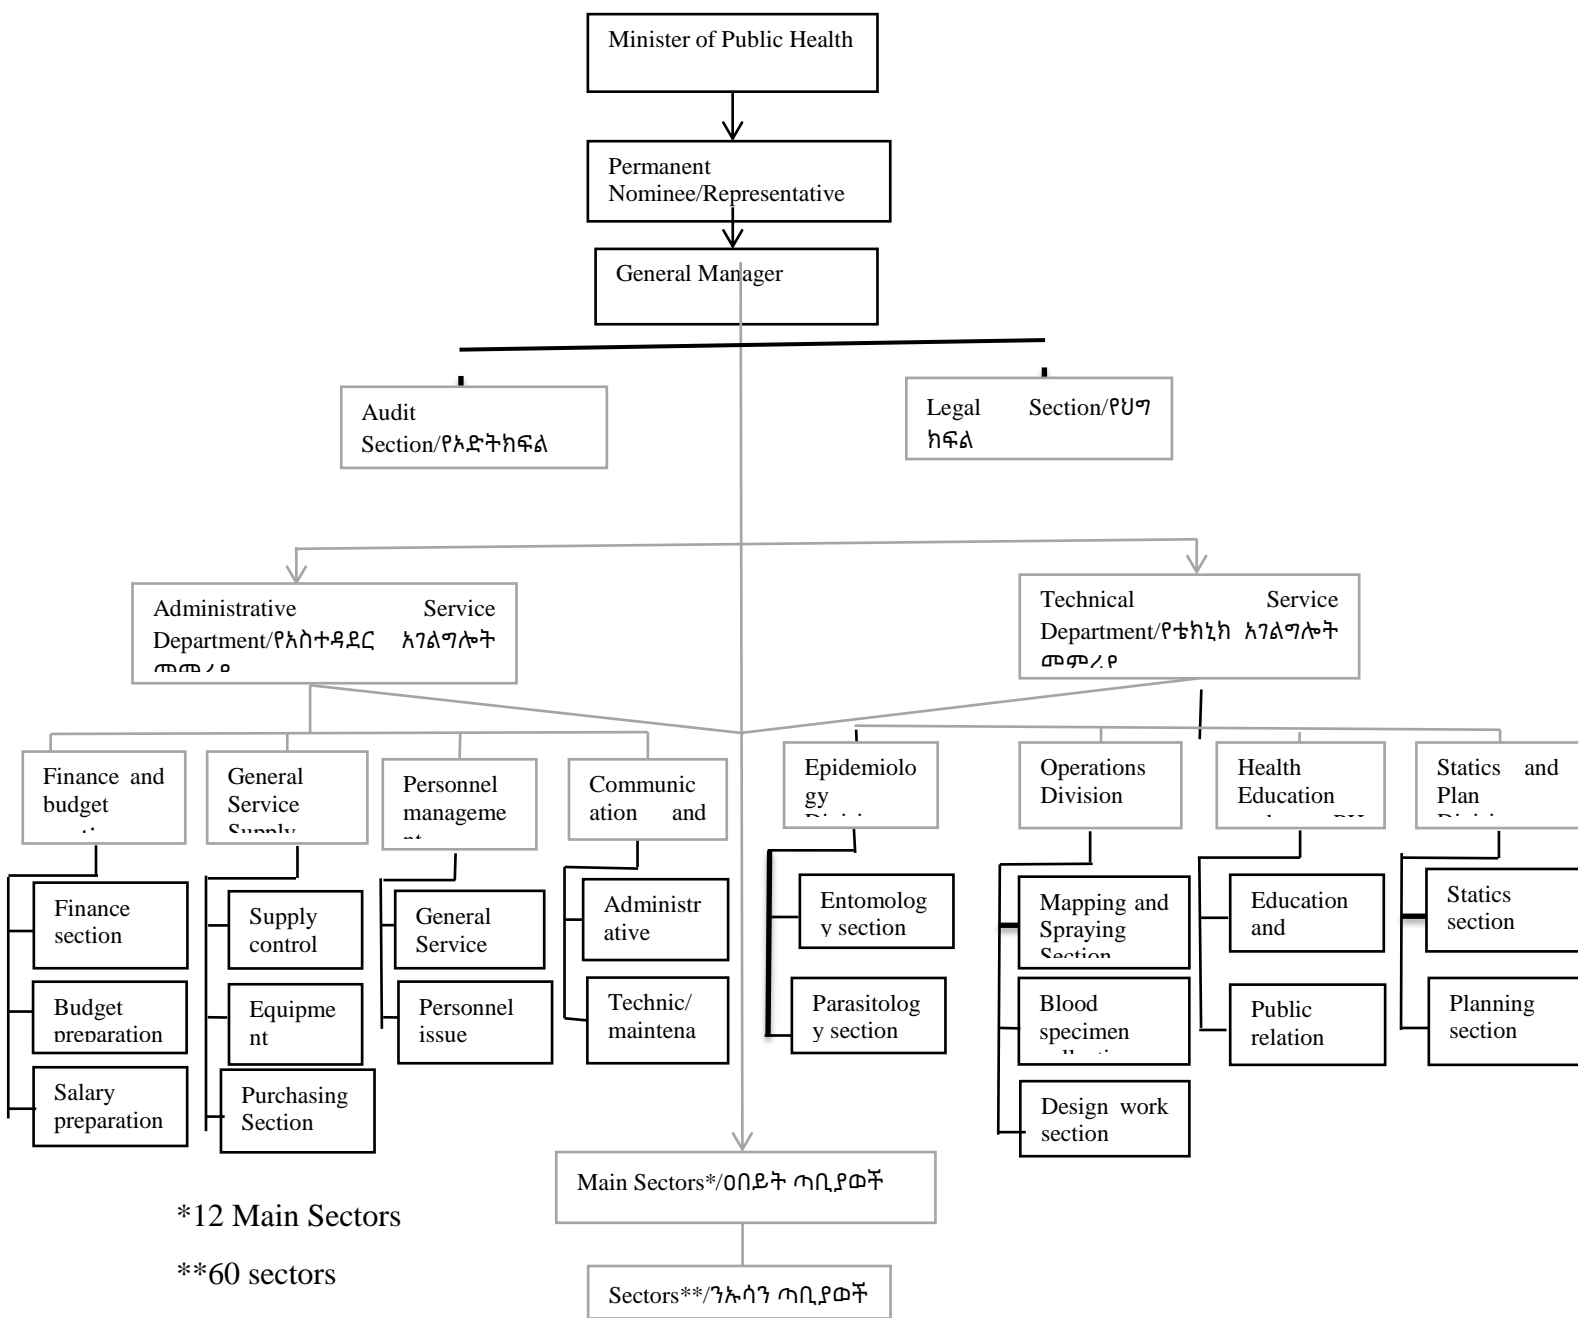 Minister of Public Health
Permanent
Nominee/Representative
General Manager
Audit
Section/የኦድትክፍል
Legal Section/የህግ
ክፍል
Administrative Service
Department/የአስተዳደር አገልግሎት
Technical Service
Department/የቴክኒክ አገልግሎት
Finance and
budget
General
Service
Supply
Personnel
manageme
Communic
ation and
Epidemiolo
gy
Operations
Division
Health
Education
Statics and
Plan
Finance
section
Budget
preparation
Salary
preparation
Supply
control
Equipme
nt
Purchasing
Section
General
Service
Personnel
issue
Administr
ative
Technic/
maintena
Entomolog
y section
Parasitolog
y section
Mapping and
Spraying
Section
Blood
specimen
Design work
section
Education
and
Public
relation
Statics
section
Planning
section
Main Sectors*/ዐበይት ጣቢያወች
Sectors**/ንኡሳን ጣቢያወች
*12 Main Sectors
**60 sectors